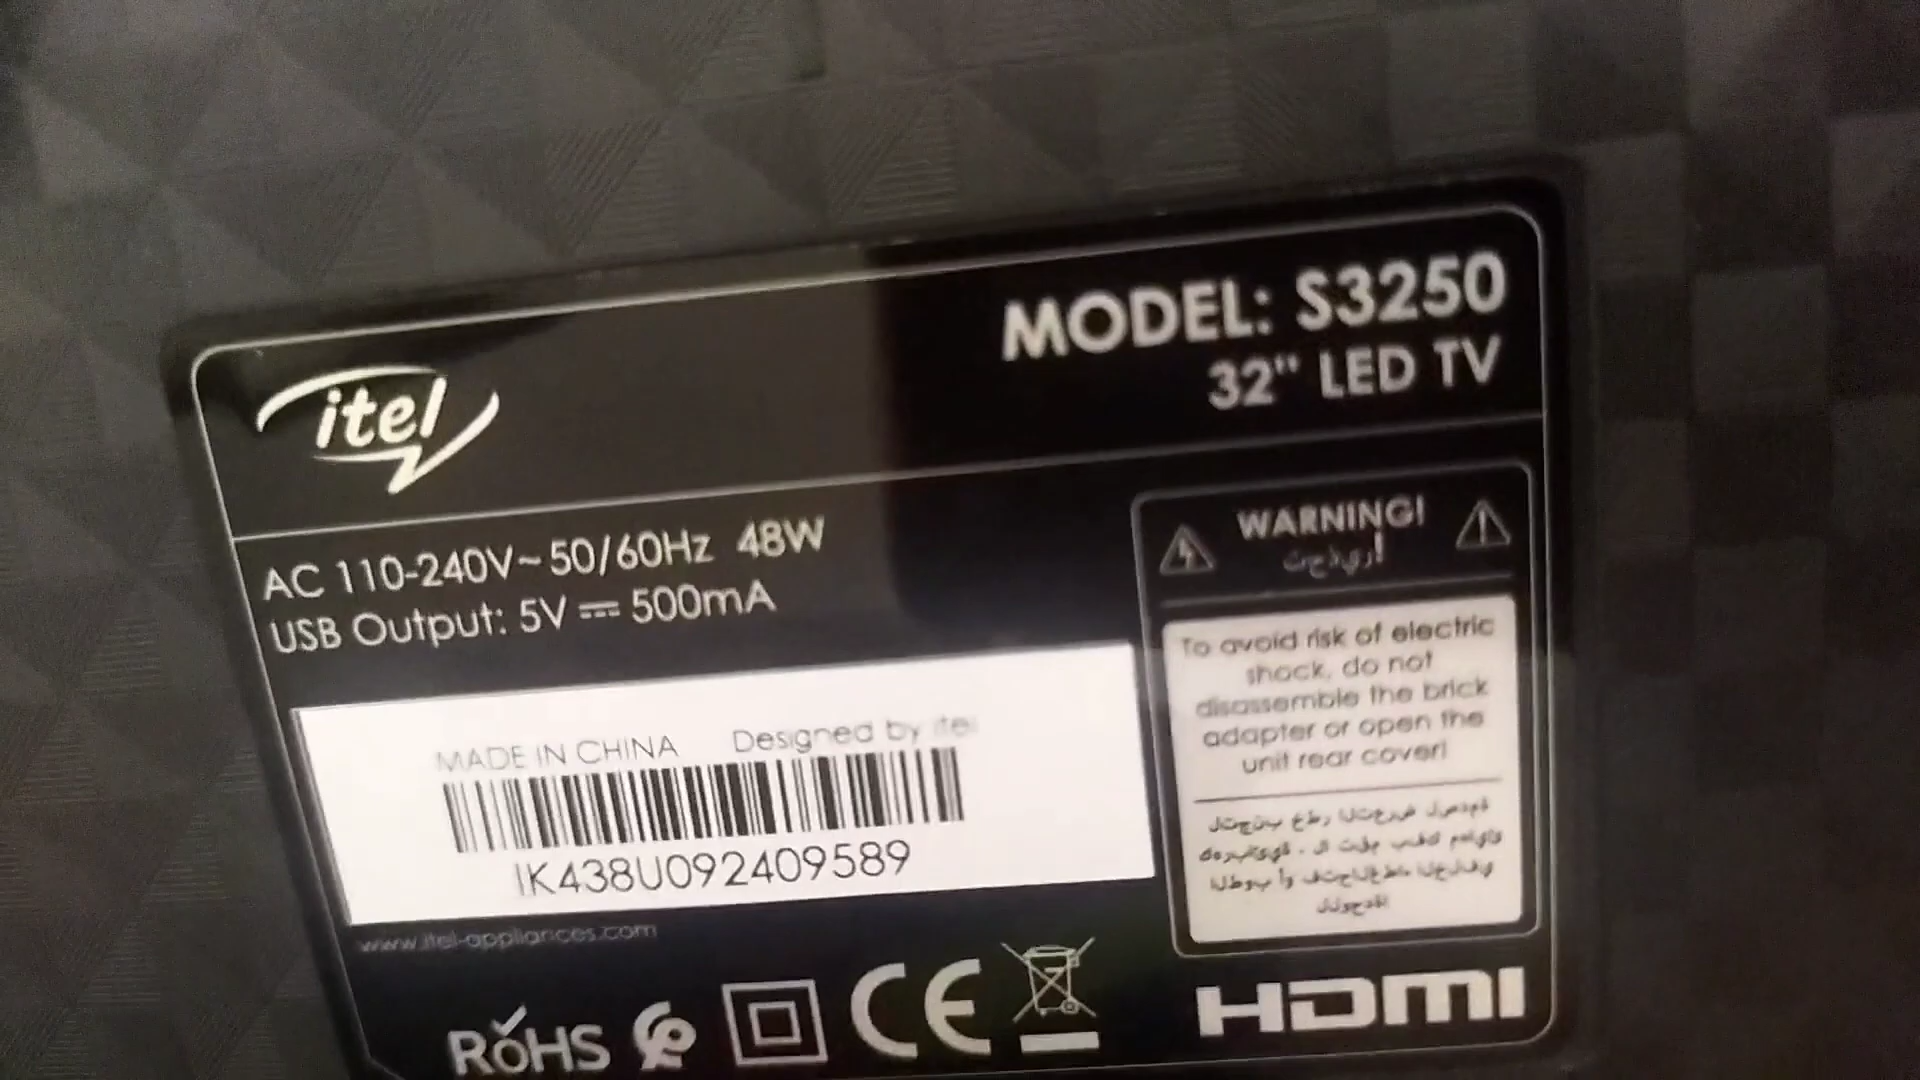 itel
MODEL: S3250
32" LED TV
AC 110-240V~50/60Hz 48W
USB Output: 5V ⎓ 500mA
MADE IN CHINA Designed by itel
IK438U092409589
www.itel-appliances.com
WARNING!
تحذير!
To avoid risk of electric
shock, do not
disassemble the brick
adapter or open the
unit rear cover!
RoHS CE HDMI